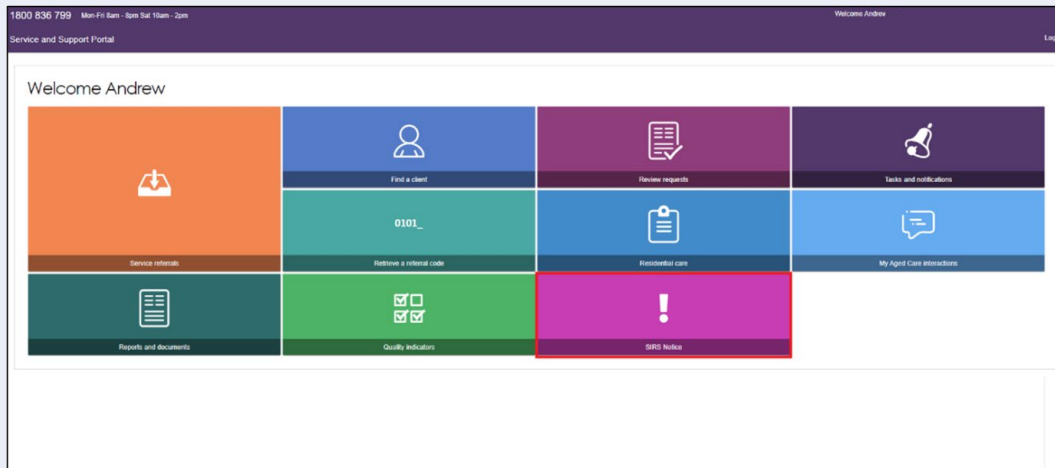 1800 836 799 Mon-Fri 8am - 8pm Sat 10am - 2pm
Welcome Andrew
Service and Support Portal
Welcome Andrew
Find a client
Review requests
Tasks and notifications
0101_
Service referrals
Retrieve a referral code
Residential care
My Aged Care interactions
Reports and documents
Quality indicators
SIRS Notice